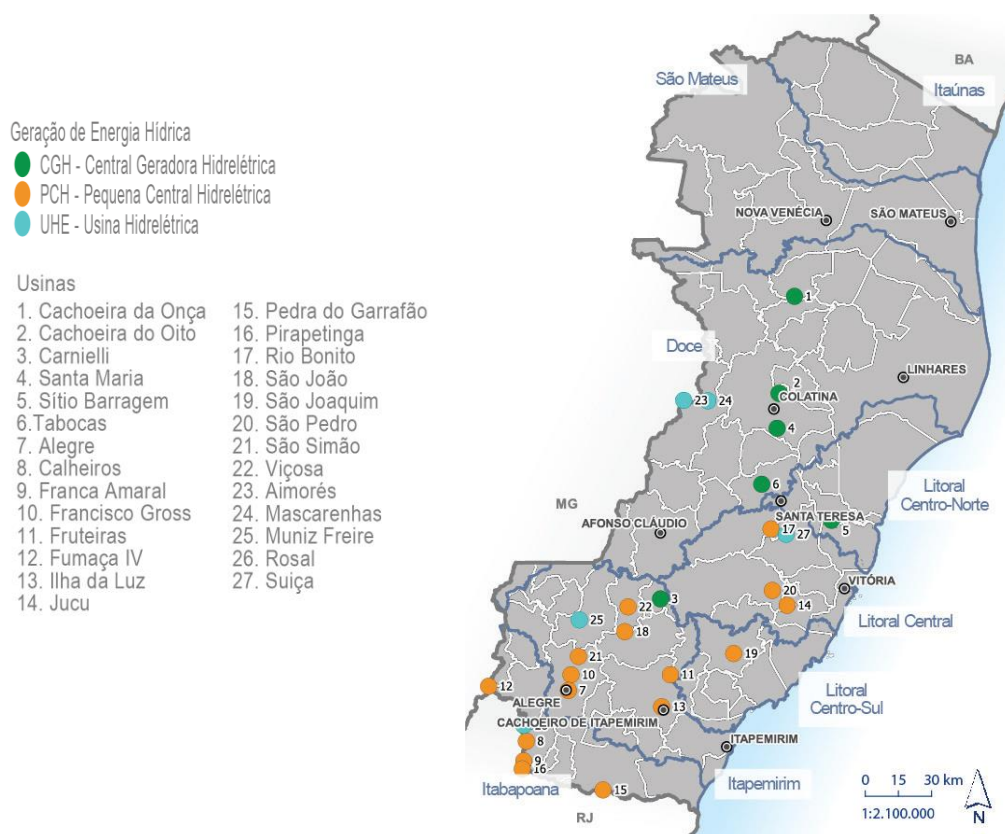 Geração de Energia Hídrica
CGH - Central Geradora Hidrelétrica
PCH - Pequena Central Hidrelétrica
UHE - Usina Hidrelétrica
Usinas
1. Cachoeira da Onça
2. Cachoeira do Oito
3. Carnielli
4. Santa Maria
5. Sítio Barragem
6.Tabocas
7. Alegre
8. Calheiros
9. Franca Amaral
10. Francisco Gross
11. Fruteiras
12. Fumaça IV
13. Ilha da Luz
14. Jucu
15. Pedra do Garrafão
16. Pirapetinga
17. Rio Bonito
18. São João
19. São Joaquim
20. São Pedro
21. São Simão
22. Viçosa
23. Aimorés
24. Mascarenhas
25. Muniz Freire
26. Rosal
27. Suiça
BA
São Mateus
Itaúnas
NOVA VENÉCIA
SÃO MATEUS
1
Doce
LINHARES
2
23
24
COLATINA
4
6
Litoral
Centro-Norte
MG
SANTA TERESA
AFONSO CLÁUDIO
17
27
5
VITÓRIA
20
14
3
22
Litoral Central
25
18
19
21
10
11
12
7
ALEGRE
Litoral
Centro-Sul
13
CACHOEIRO DE ITAPEMIRIM
8
ITAPEMIRIM
9
16
Itabapoana
15
Itapemirim
RJ
0 15 30 km
1:2.100.000
N